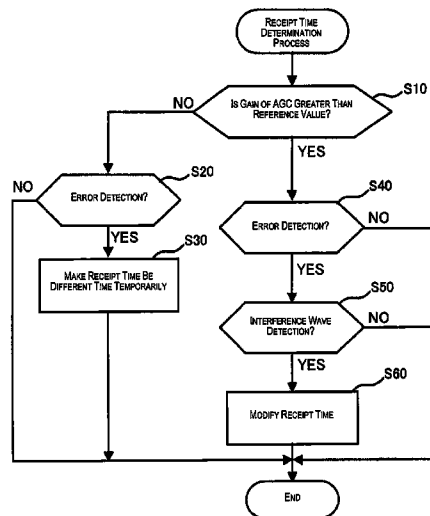 RECEIPT TIME
DETERMINATION
PROCESS
S10
IS GAIN OF AGC GREATER THAN
REFERENCE VALUE?
NO
YES
S20
ERROR DETECTION?
NO
YES
S40
ERROR DETECTION?
NO
YES
S30
MAKE RECEIPT TIME BE
DIFFERENT TIME TEMPORARILY
S50
INTERFERENCE WAVE
DETECTION?
NO
YES
S60
MODIFY RECEIPT TIME
END